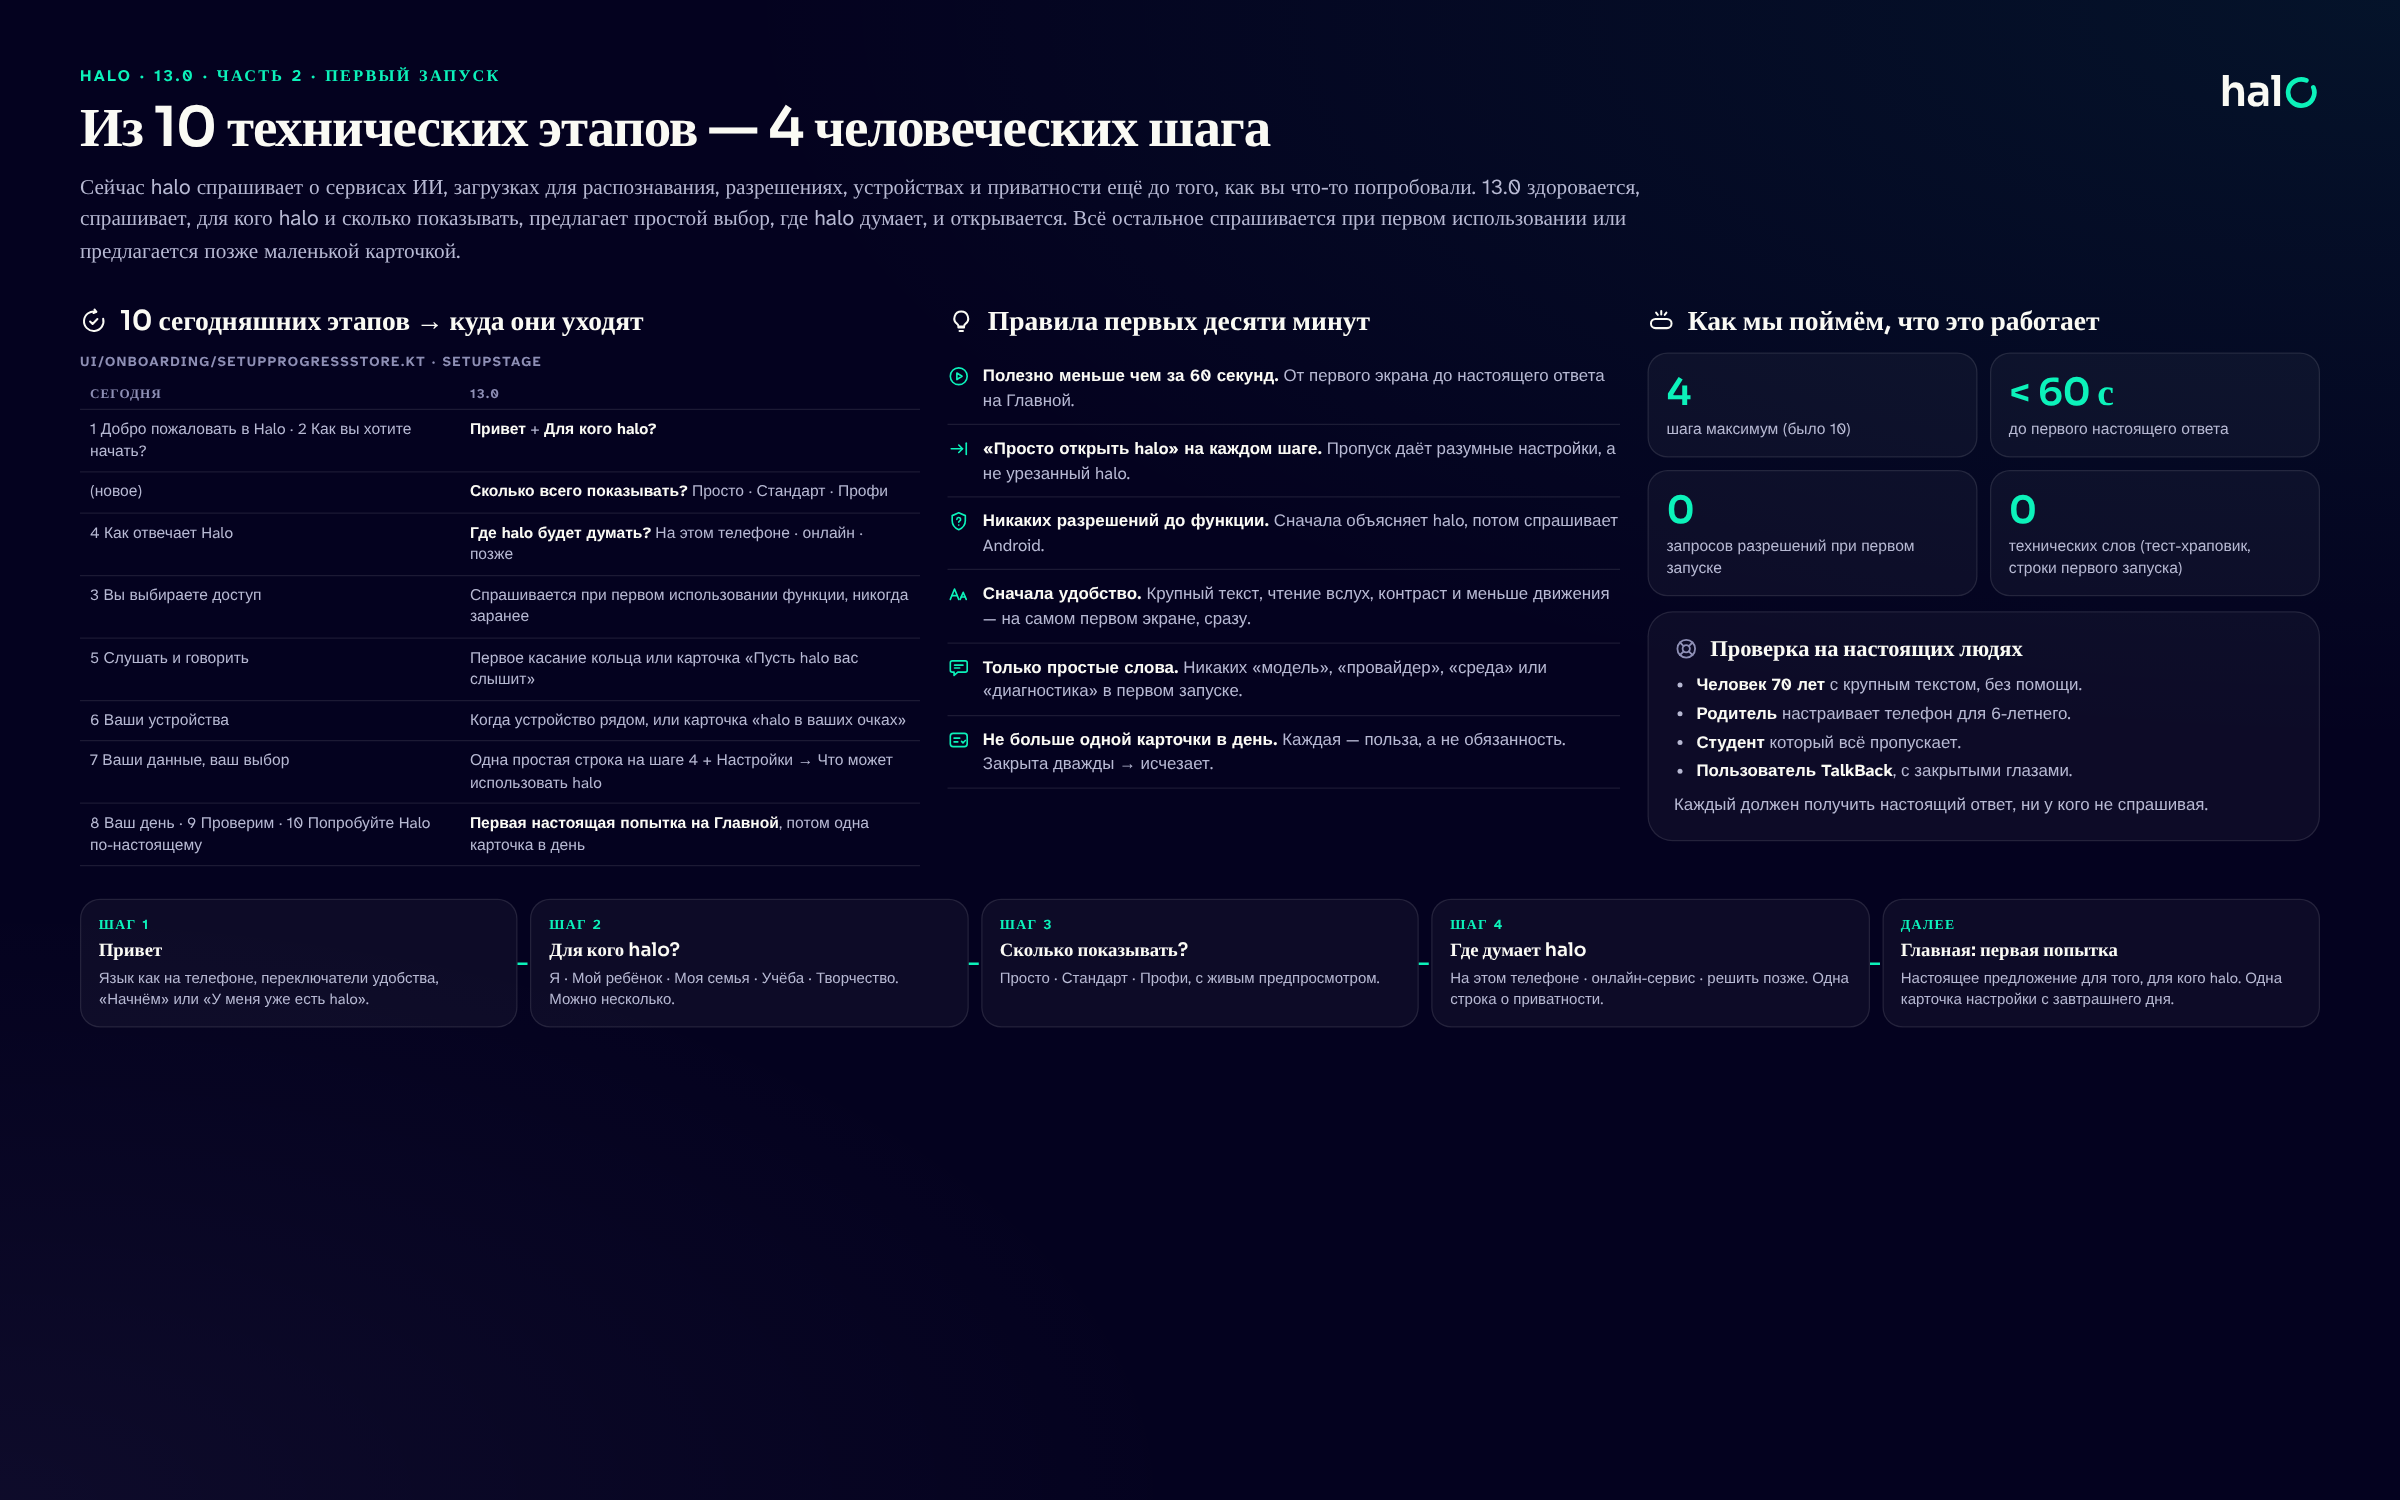 HALO · 13.0 · ЧАСТЬ 2 · ПЕРВЫЙ ЗАПУСК
halo
Из 10 технических этапов — 4 человеческих шага
Сейчас halo спрашивает о сервисах ИИ, загрузках для распознавания, разрешениях, устройствах и приватности ещё до того, как вы что-то попробовали. 13.0 здоровается,
спрашивает, для кого halo и сколько показывать, предлагает простой выбор, где halo думает, и открывается. Всё остальное спрашивается при первом использовании или
предлагается позже маленькой карточкой.
10 сегодняшних этапов → куда они уходят
UI/ONBOARDING/SETUPPROGRESSSTORE.KT · SETUPSTAGE
СЕГОДНЯ
13.0
1 Добро пожаловать в Halo · 2 Как вы хотите
начать?
Привет + Для кого halo?
(новое)
Сколько всего показывать? Просто · Стандарт · Профи
4 Как отвечает Halo
Где halo будет думать? На этом телефоне · онлайн ·
позже
3 Вы выбираете доступ
Спрашивается при первом использовании функции, никогда
заранее
5 Слушать и говорить
Первое касание кольца или карточка «Пусть halo вас
слышит»
6 Ваши устройства
Когда устройство рядом, или карточка «halo в ваших очках»
7 Ваши данные, ваш выбор
Одна простая строка на шаге 4 + Настройки → Что может
использовать halo
8 Ваш день · 9 Проверим · 10 Попробуйте Halo
по-настоящему
Первая настоящая попытка на Главной, потом одна
карточка в день
Правила первых десяти минут
Полезно меньше чем за 60 секунд. От первого экрана до настоящего ответа
на Главной.
«Просто открыть halo» на каждом шаге. Пропуск даёт разумные настройки, а
не урезанный halo.
Никаких разрешений до функции. Сначала объясняет halo, потом спрашивает
Android.
Сначала удобство. Крупный текст, чтение вслух, контраст и меньше движения
— на самом первом экране, сразу.
Только простые слова. Никаких «модель», «провайдер», «среда» или
«диагностика» в первом запуске.
Не больше одной карточки в день. Каждая — польза, а не обязанность.
Закрыта дважды → исчезает.
Как мы поймём, что это работает
4
шага максимум (было 10)
< 60 с
до первого настоящего ответа
0
запросов разрешений при первом
запуске
0
технических слов (тест-храповик,
строки первого запуска)
Проверка на настоящих людях
• Человек 70 лет с крупным текстом, без помощи.
• Родитель настраивает телефон для 6-летнего.
• Студент который всё пропускает.
• Пользователь TalkBack, с закрытыми глазами.
Каждый должен получить настоящий ответ, ни у кого не спрашивая.
ШАГ 1
Привет
Язык как на телефоне, переключатели удобства,
«Начнём» или «У меня уже есть halo».
ШАГ 2
Для кого halo?
Я · Мой ребёнок · Моя семья · Учёба · Творчество.
Можно несколько.
ШАГ 3
Сколько показывать?
Просто · Стандарт · Профи, с живым предпросмотром.
ШАГ 4
Где думает halo
На этом телефоне · онлайн-сервис · решить позже. Одна
строка о приватности.
ДАЛЕЕ
Главная: первая попытка
Настоящее предложение для того, для кого halo. Одна
карточка настройки с завтрашнего дня.